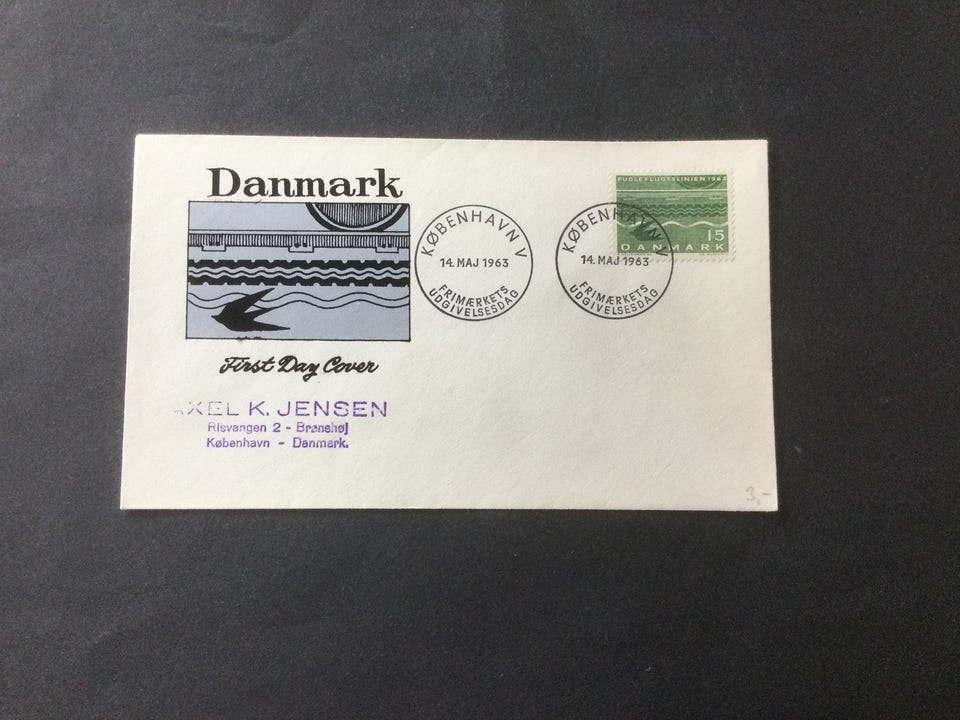 Danmark
KØBENHAVN V
14. MAJ 1963
FRIMÆRKETS
UDGIVELSESDAG
KØBENHAVN V
14. MAJ 1963
FRIMÆRKETS
UDGIVELSESDAG
FUGLEFLUGTSLINIEN 1963
15
DANMARK
First Day Cover
AXEL K. JENSEN
Risvangen 2 - Brønshøj
København - Danmark.
3,-